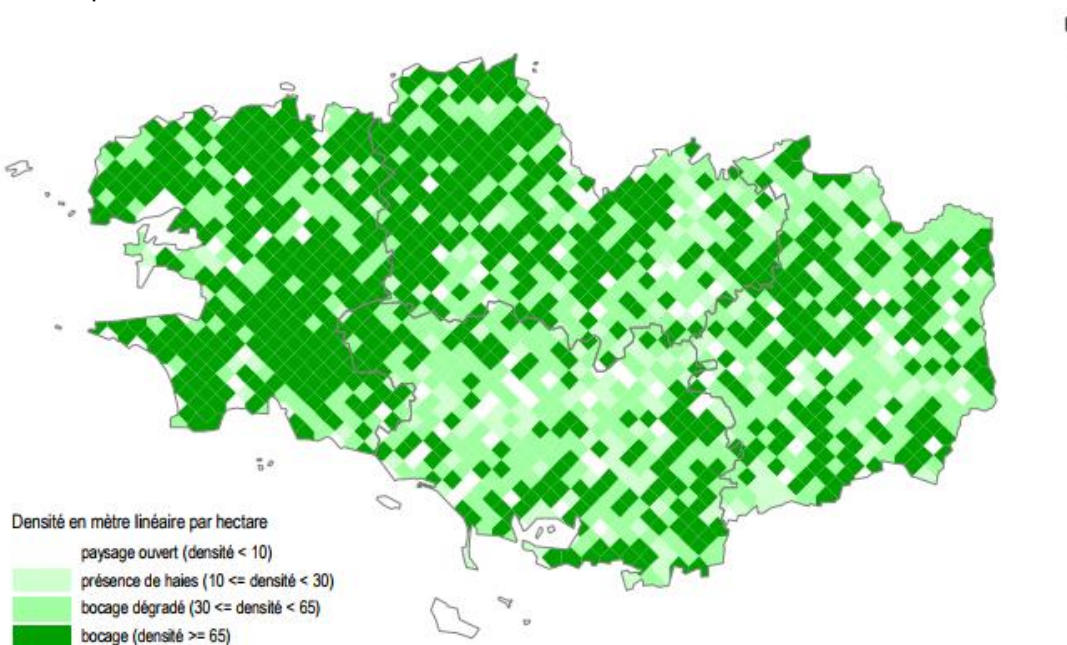 Densité en mètre linéaire par hectare
paysage ouvert (densité < 10)
présence de haies (10 <= densité < 30)
bocage dégradé (30 <= densité < 65)
bocage (densité >= 65)